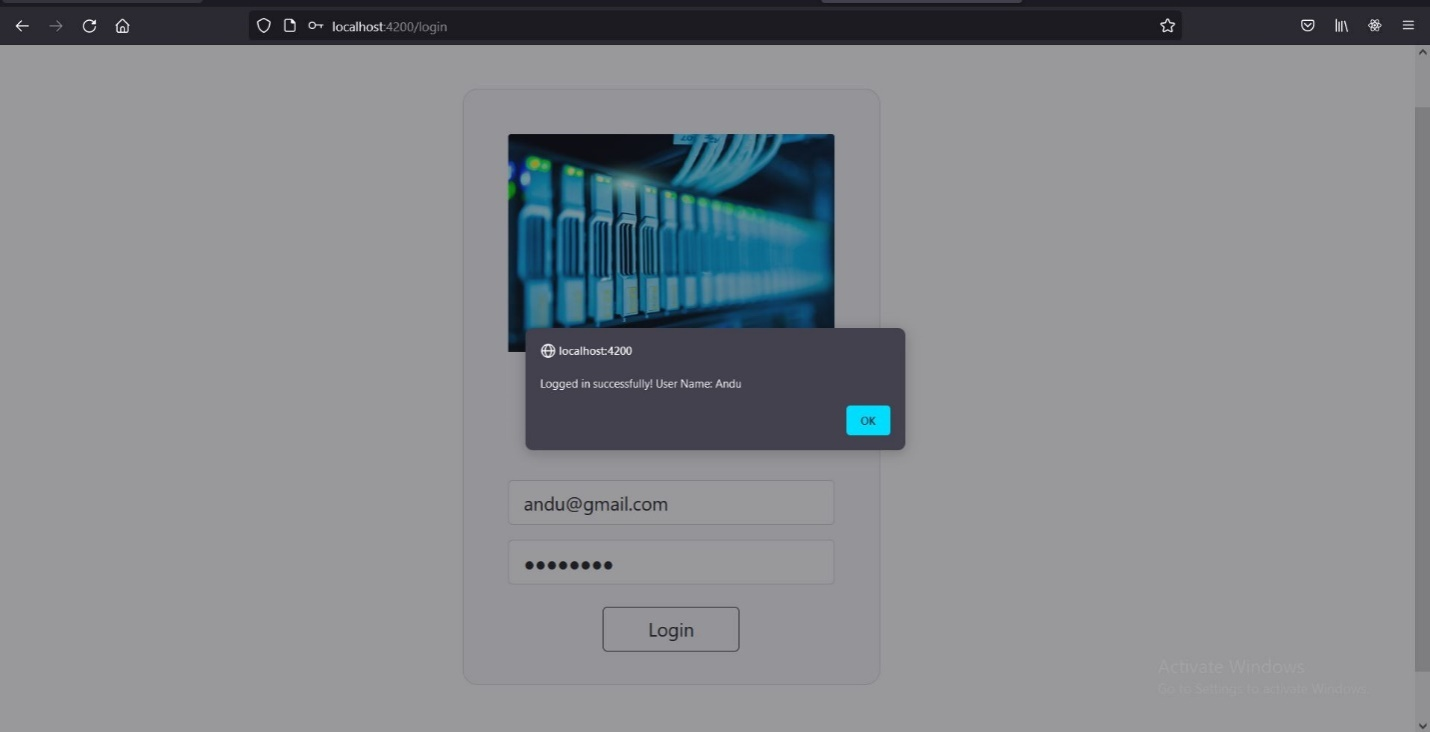 localhost:4200/login
localhost:4200
Logged in successfully! User Name: Andu
OK
andu@gmail.com
●●●●●●●●
Login
Activate Windows
Go to Settings to activate Windows.